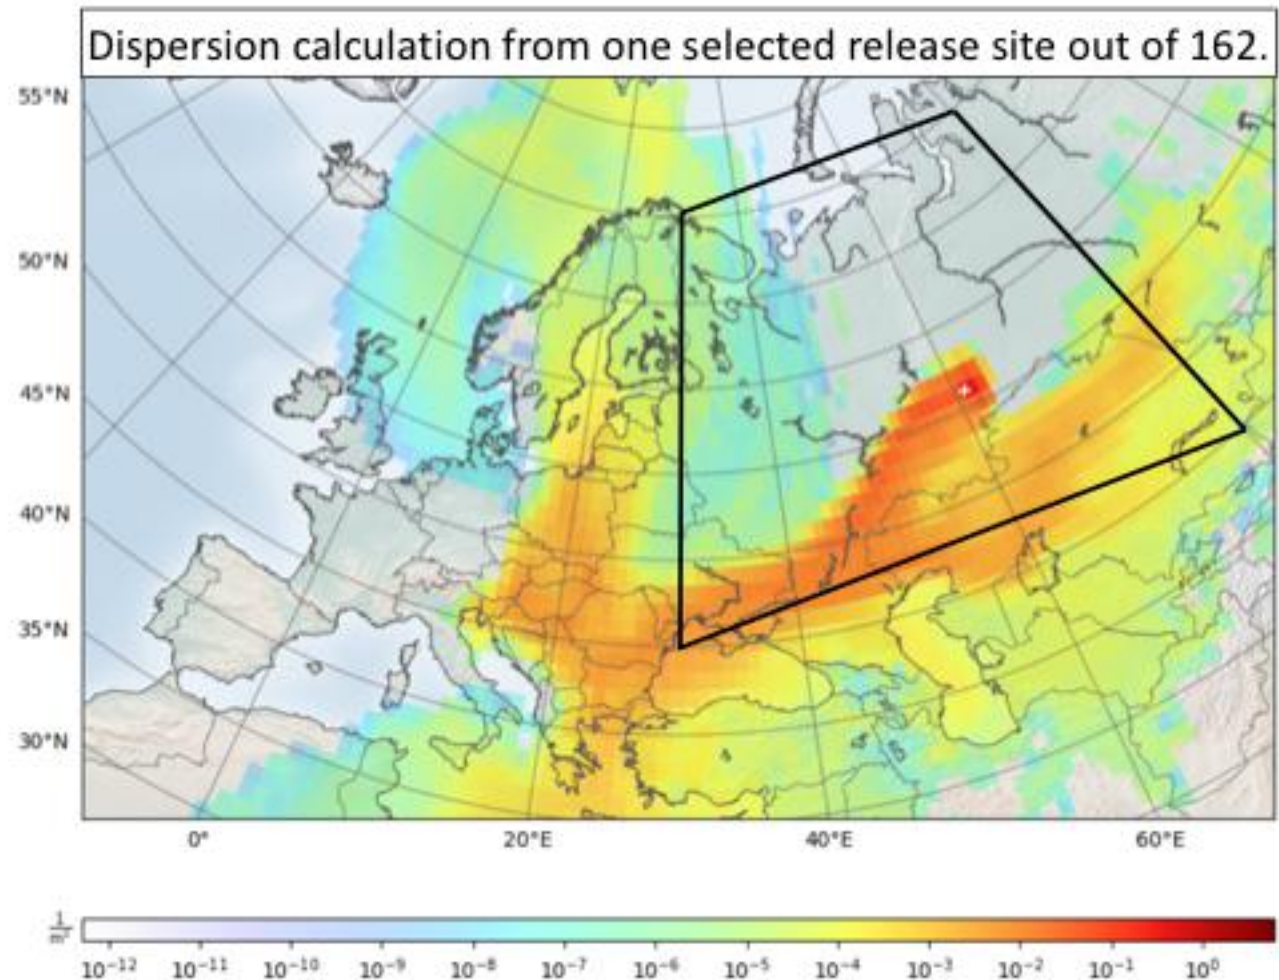 Dispersion calculation from one selected release site out of 162.
55°N
50°N
45°N
40°N
35°N
30°N
0° 20°E 40°E 60°E
10⁻¹² 10⁻¹¹ 10⁻¹⁰ 10⁻⁹ 10⁻⁸ 10⁻⁷ 10⁻⁶ 10⁻⁵ 10⁻⁴ 10⁻³ 10⁻² 10⁻¹ 10⁰